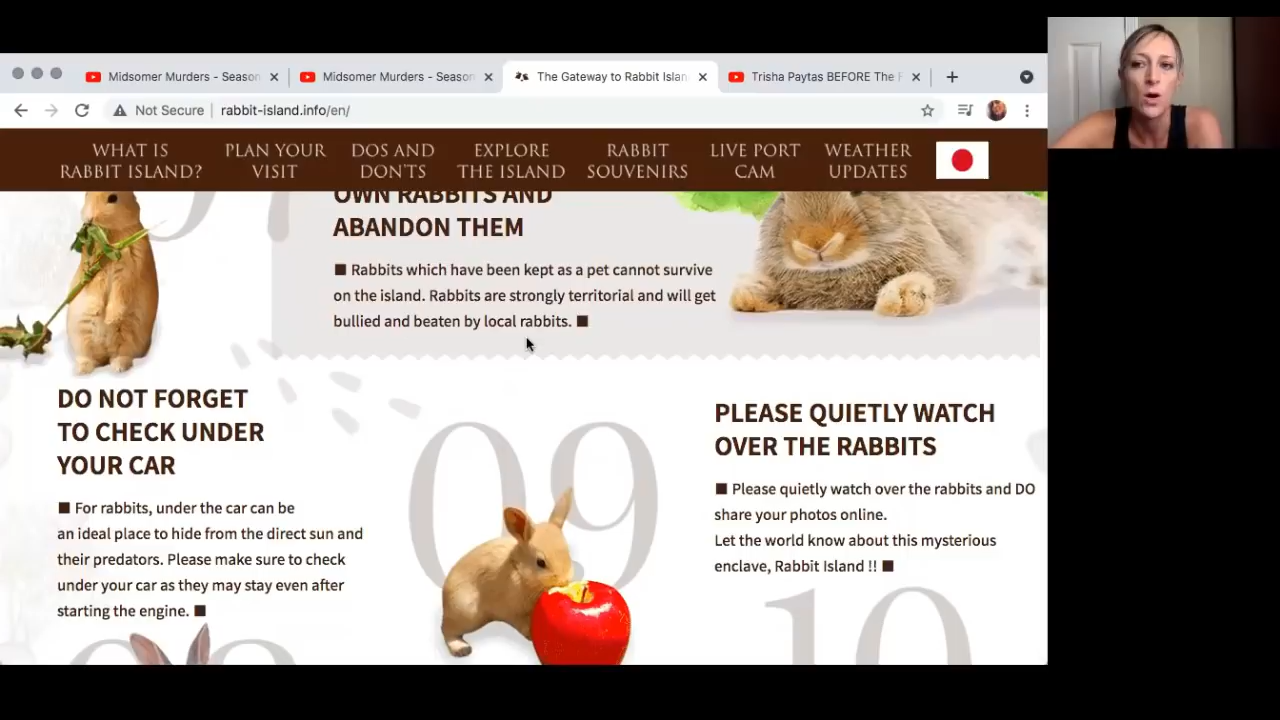 Midsomer Murders - Season
Midsomer Murders - Seaso
The Gateway to Rabbit Islan
Trisha Paytas BEFORE The F
Not Secure | rabbit-island.info/en/
WHAT IS
RABBIT ISLAND?
PLAN YOUR
VISIT
DOS AND
DON'TS
EXPLORE
THE ISLAND
RABBIT
SOUVENIRS
LIVE PORT
CAM
WEATHER
UPDATES
07
OWN RABBITS AND
ABANDON THEM
■ Rabbits which have been kept as a pet cannot survive
on the island. Rabbits are strongly territorial and will get
bullied and beaten by local rabbits. ■
DO NOT FORGET
TO CHECK UNDER
YOUR CAR
■ For rabbits, under the car can be
an ideal place to hide from the direct sun and
their predators. Please make sure to check
under your car as they may stay even after
starting the engine. ■
09
PLEASE QUIETLY WATCH
OVER THE RABBITS
■ Please quietly watch over the rabbits and DO
share your photos online.
Let the world know about this mysterious
enclave, Rabbit Island !! ■
10